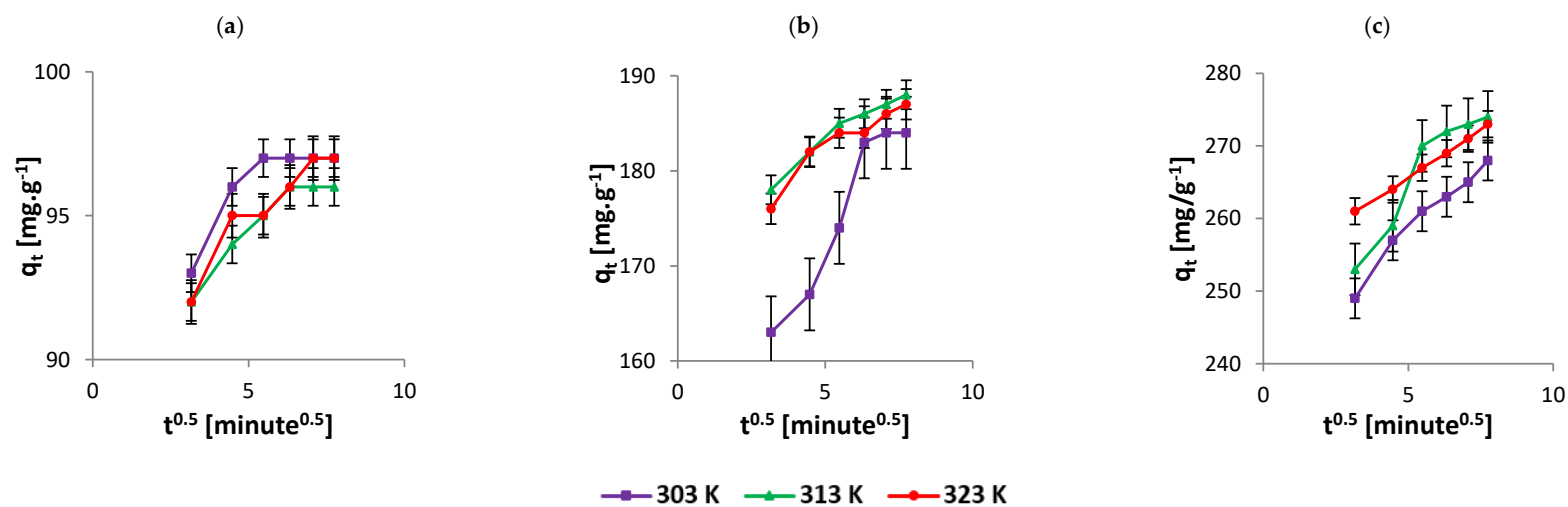 (a)
(b)
(c)
100
95
90
0
5
10
qt [mg.g-1]
t0.5 [minute0.5]
190
180
170
160
0
5
10
qt [mg.g-1]
t0.5 [minute0.5]
280
270
260
250
240
0
5
10
qt [mg/g-1]
t0.5 [minute0.5]
303 K
313 K
323 K